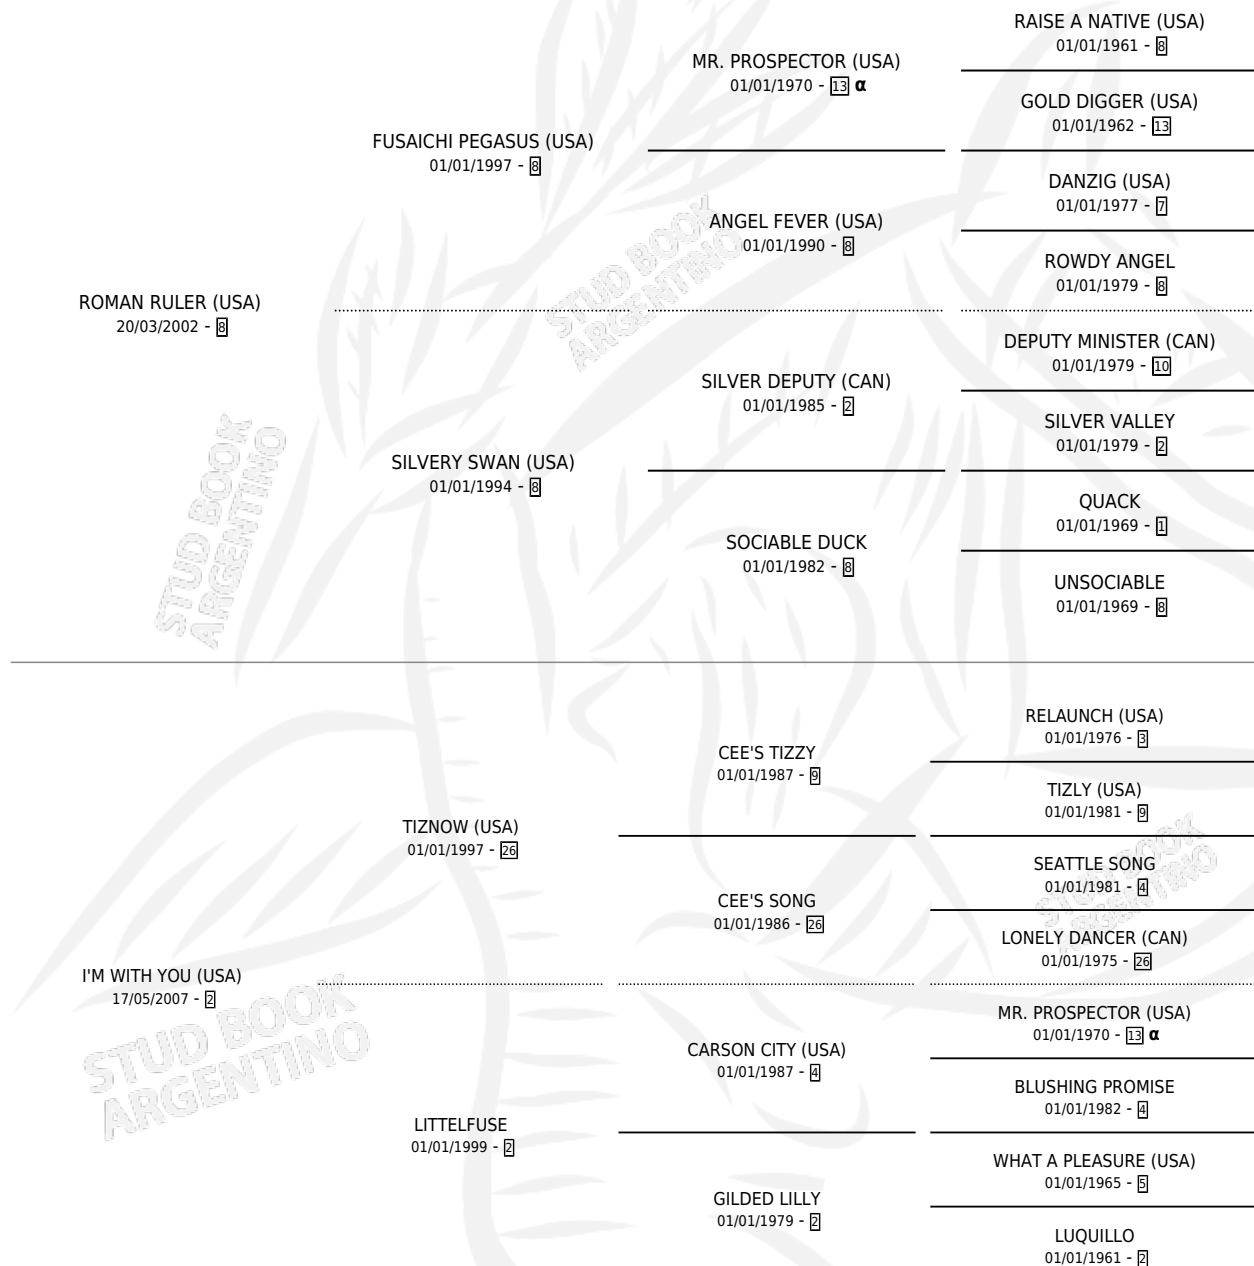 RAISE A NATIVE (USA)
01/01/1961 - 8
MR. PROSPECTOR (USA)
01/01/1970 - 13 α
GOLD DIGGER (USA)
01/01/1962 - 13
FUSAICHI PEGASUS (USA)
01/01/1997 - 8
DANZIG (USA)
01/01/1977 - 7
ANGEL FEVER (USA)
01/01/1990 - 8
ROWDY ANGEL
01/01/1979 - 8
ROMAN RULER (USA)
20/03/2002 - 8
DEPUTY MINISTER (CAN)
01/01/1979 - 10
SILVER DEPUTY (CAN)
01/01/1985 - 2
SILVER VALLEY
01/01/1979 - 2
SILVERY SWAN (USA)
01/01/1994 - 8
QUACK
01/01/1969 - 1
SOCIABLE DUCK
01/01/1982 - 8
UNSOCIABLE
01/01/1969 - 8
RELAUNCH (USA)
01/01/1976 - 3
CEE'S TIZZY
01/01/1987 - 9
TIZLY (USA)
01/01/1981 - 9
TIZNOW (USA)
01/01/1997 - 26
SEATTLE SONG
01/01/1981 - 4
CEE'S SONG
01/01/1986 - 26
LONELY DANCER (CAN)
01/01/1975 - 26
I'M WITH YOU (USA)
17/05/2007 - 2
MR. PROSPECTOR (USA)
01/01/1970 - 13 α
CARSON CITY (USA)
01/01/1987 - 4
BLUSHING PROMISE
01/01/1982 - 4
LITTELFUSE
01/01/1999 - 2
WHAT A PLEASURE (USA)
01/01/1965 - 5
GILDED LILLY
01/01/1979 - 2
LUQUILLO
01/01/1961 - 2
STUD BOOK
ARGENTINO
STUD BOOK
ARGENTINO
STUD BOOK
ARGENTINO
STUD BOOK
ARGENTINO